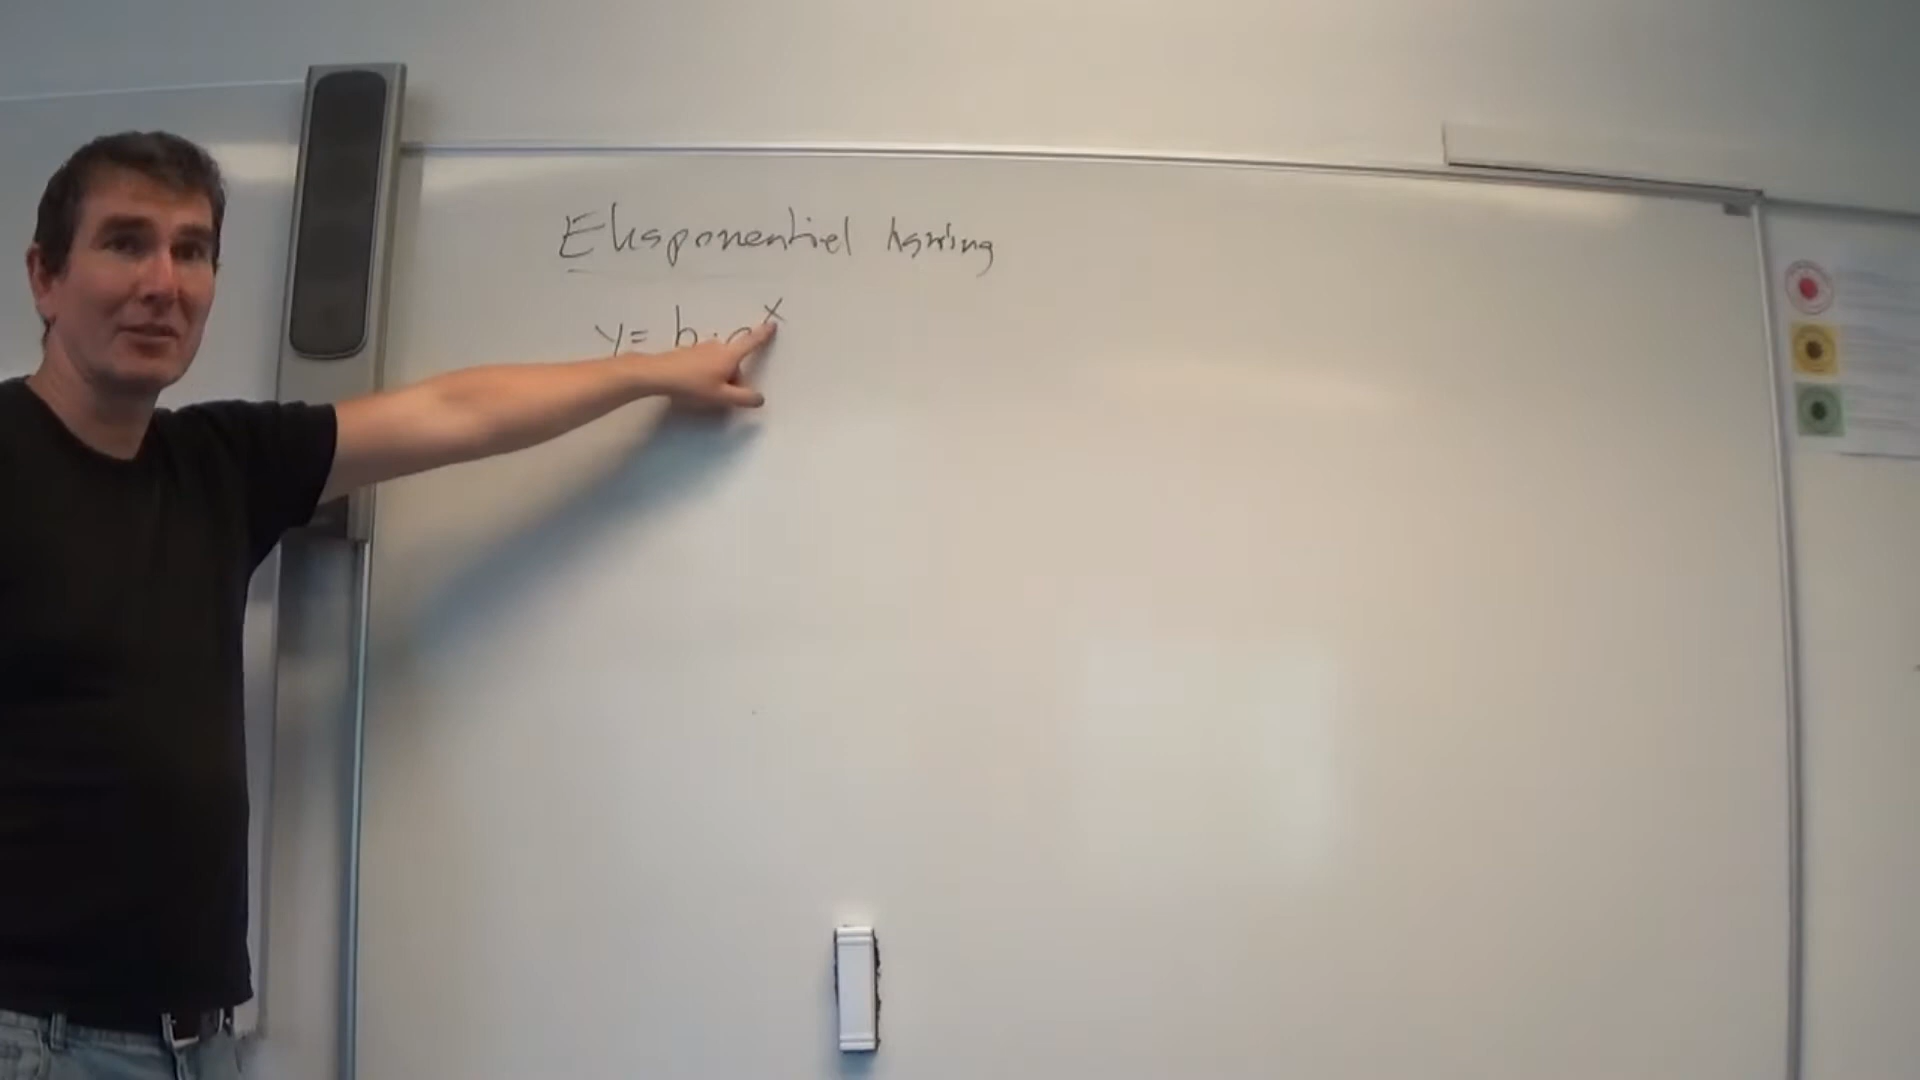 Eksponentiel
y = b · a^x